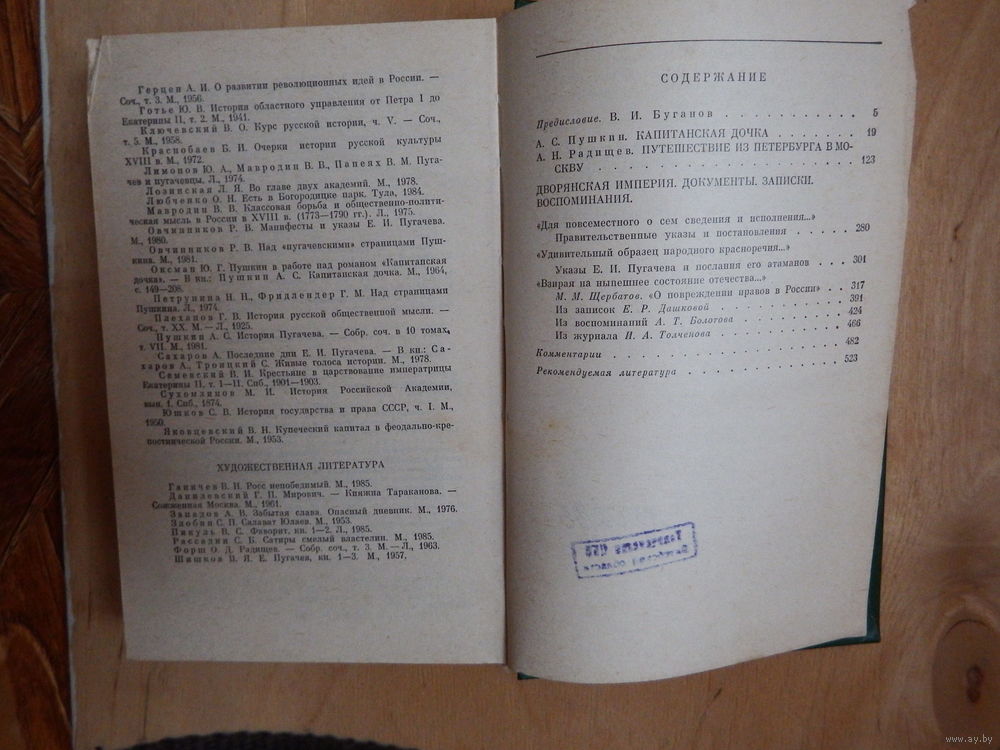 Герцен А. И. О развитии революционных идей в России. —
Соч., т. 3. М., 1956.
Готье Ю. В. История областного управления от Петра I до
Екатерины II, т. 2. М., 1941.
Ключевский В. О. Курс русской истории, ч. V. — Соч.,
т. 5. М., 1958.
Краснобаев Б. И. Очерки истории русской культуры
XVIII в. М., 1972.
Лимонов Ю. А., Мавродин В. В., Панеях В. М. Пуга-
чев и пугачевцы. Л., 1974.
Лозинская Л. Я. Во главе двух академий. М., 1978.
Любченко О. Н. Есть в Богородицке парк. Тула, 1984.
Мавродин В. В. Классовая борьба и общественно-полити-
ческая мысль в России в XVIII в. (1773—1790 гг.). Л., 1975.
Овчинников Р. В. Манифесты и указы Е. И. Пугачева.
М., 1980.
Овчинников Р. В. Над «пугачевскими» страницами Пуш-
кина. М., 1981.
Оксман Ю. Г. Пушкин в работе над романом «Капитанская
дочка». — В кн.: Пушкин А. С. Капитанская дочка. М., 1964,
с. 149—208.
Петрунина Н. Н., Фридлендер Г. М. Над страницами
Пушкина. Л., 1974.
Плеханов Г. В. История русской общественной мысли. —
Соч., т. XX. М. — Л., 1925.
Пушкин А. С. История Пугачева. — Собр. соч. в 10 томах,
т. VII. М., 1981.
Сахаров А. Последние дни Е. И. Пугачева. — В кн.: Са-
харов А., Троицкий С. Живые голоса истории. М., 1978.
Семевский В. И. Крестьяне в царствование императрицы
Екатерины II, т. 1—II. Спб., 1901—1903.
Сухомлинов М. И. История Российской Академии,
вып. 1. Спб., 1874.
Юшков С. В. История государства и права СССР, ч. I. М.,
1950.
Яковцевский В. Н. Купеческий капитал в феодально-кре-
постнической России. М., 1953.
ХУДОЖЕСТВЕННАЯ ЛИТЕРАТУРА
Ганичев В. И. Росс непобедимый. М., 1985.
Данилевский Г. П. Мирович. — Княжна Тараканова. —
Сожженная Москва. М., 1961.
Западов А. В. Забытая слава. Опасный дневник. М., 1976.
Злобин С. П. Салават Юлаев. М., 1953.
Пикуль В. С. Фаворит, кн. 1—2. Л., 1985.
Рассадин С. Б. Сатиры смелый властелин. М., 1985.
Форш О. Д. Радищев. — Собр. соч., т. 3. М. — Л., 1963.
Шишков В. Я. Е. Пугачев, кн. 1—3. М., 1957.
СОДЕРЖАНИЕ
Предисловие. В. И. Буганов . . . . . . . . . . . 5
А. С. Пушкин. КАПИТАНСКАЯ ДОЧКА . . . . . . . 19
А. Н. Радищев. ПУТЕШЕСТВИЕ ИЗ ПЕТЕРБУРГА В МО-
СКВУ . . . . . . . . . . . . . . . . 123
ДВОРЯНСКАЯ ИМПЕРИЯ. ДОКУМЕНТЫ. ЗАПИСКИ.
ВОСПОМИНАНИЯ.
«Для повсеместного о сем сведения и исполнения...»
Правительственные указы и постановления . . . . . 280
«Удивительный образец народного красноречия...»
Указы Е. И. Пугачева и послания его атаманов . . . 301
«Взирая на нынешнее состояние отечества...»
М. М. Щербатов. «О повреждении нравов в России» . . 317
Из записок Е. Р. Дашковой . . . . . . . . . 391
Из воспоминаний А. Т. Болотова . . . . . . . 424
Из журнала И. А. Толченова . . . . . . . . 466
Комментарии . . . . . . . . . . . . . 482
Рекомендуемая литература . . . . . . . . . . 523
www.ay.by